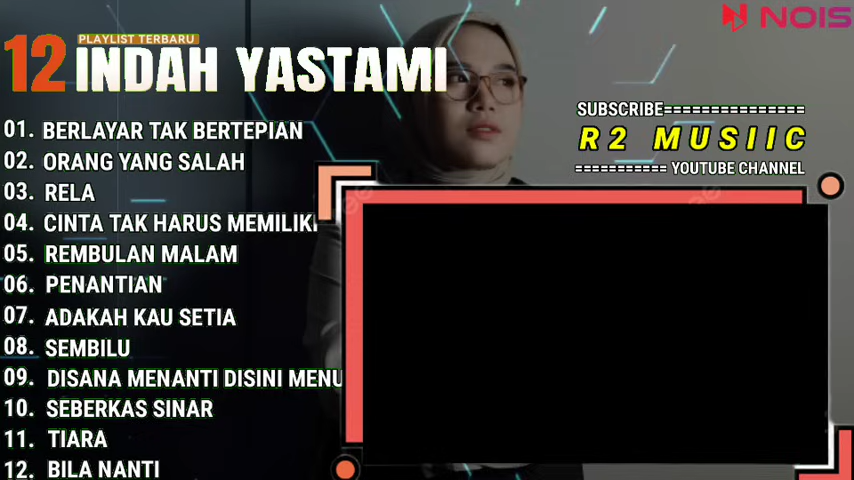 NOIS
PLAYLIST TERBARU
12 INDAH YASTAMI
SUBSCRIBE===============
R2 MUSIIC
=========== YOUTUBE CHANNEL
01. BERLAYAR TAK BERTEPIAN
02. ORANG YANG SALAH
03. RELA
04. CINTA TAK HARUS MEMILIKI
05. REMBULAN MALAM
06. PENANTIAN
07. ADAKAH KAU SETIA
08. SEMBILU
09. DISANA MENANTI DISINI MENU
10. SEBERKAS SINAR
11. TIARA
12. BILA NANTI